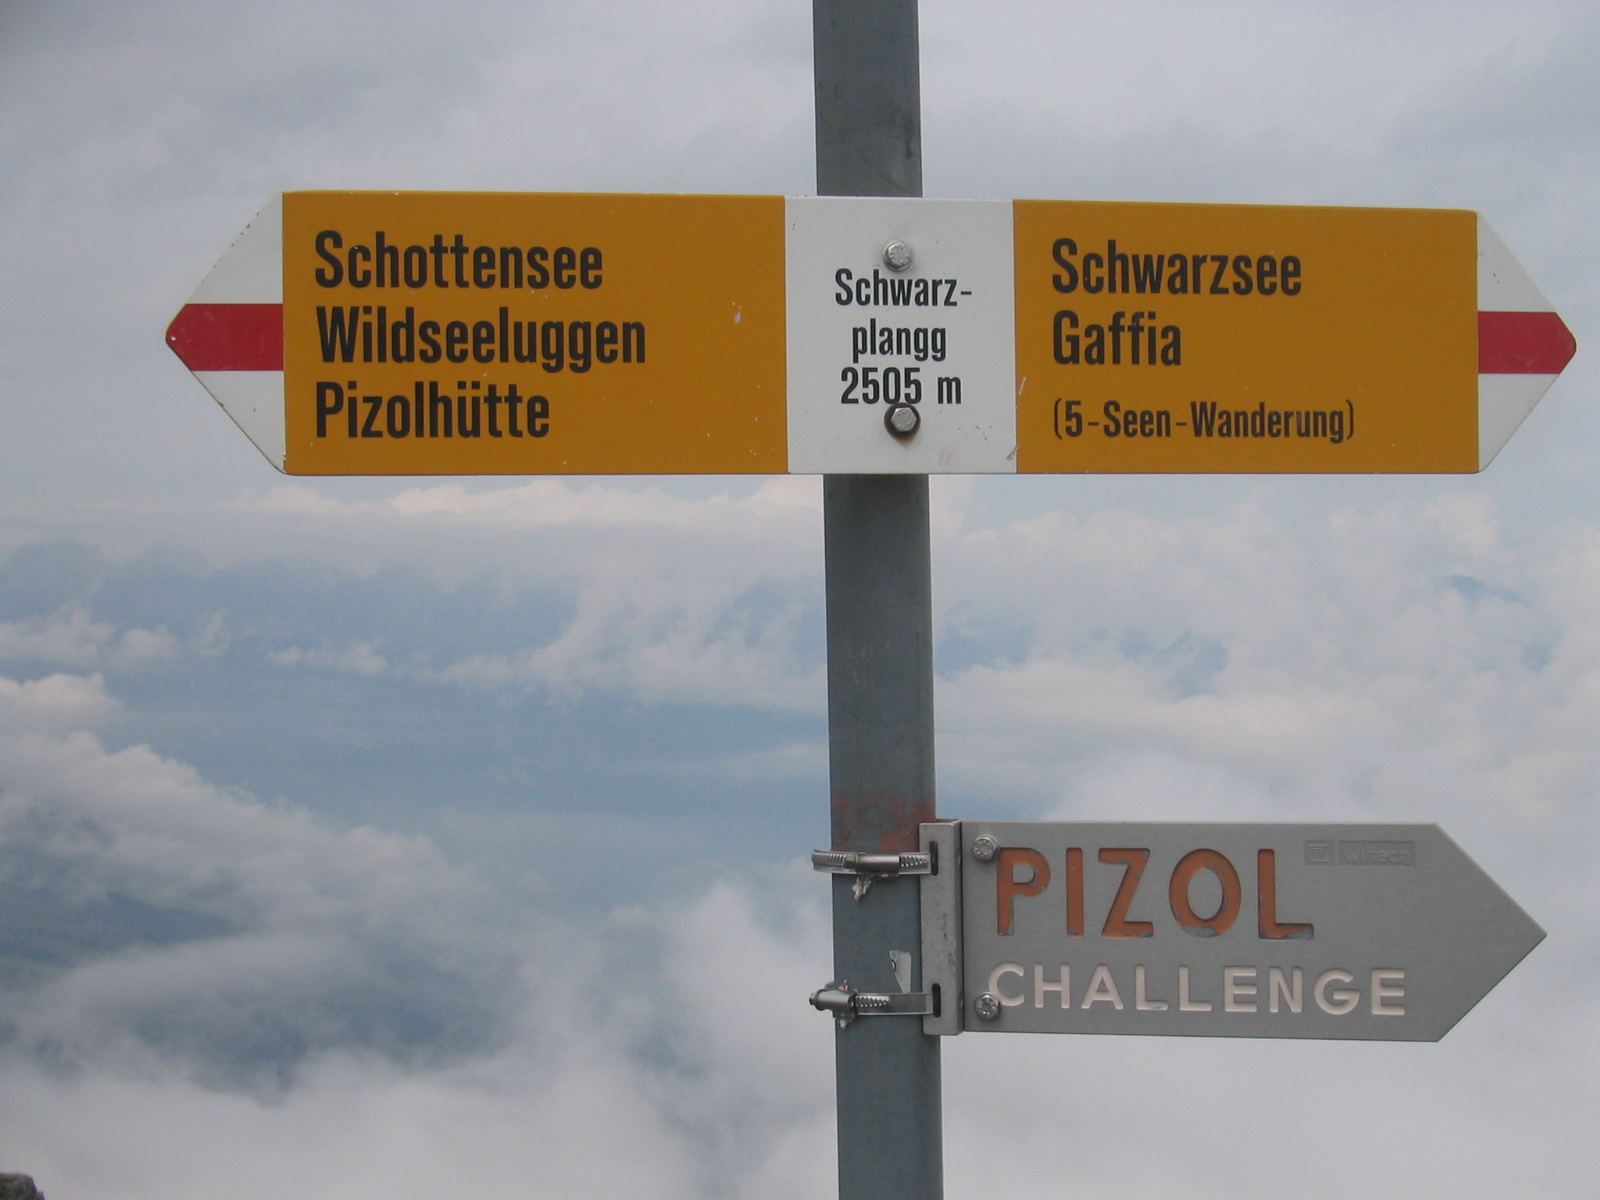 Schottensee
Wildseeluggen
Pizolhütte
Schwarz-
plangg
2505 m
Schwarzsee
Gaffia
(5-Seen-Wanderung)
PIZOL
CHALLENGE